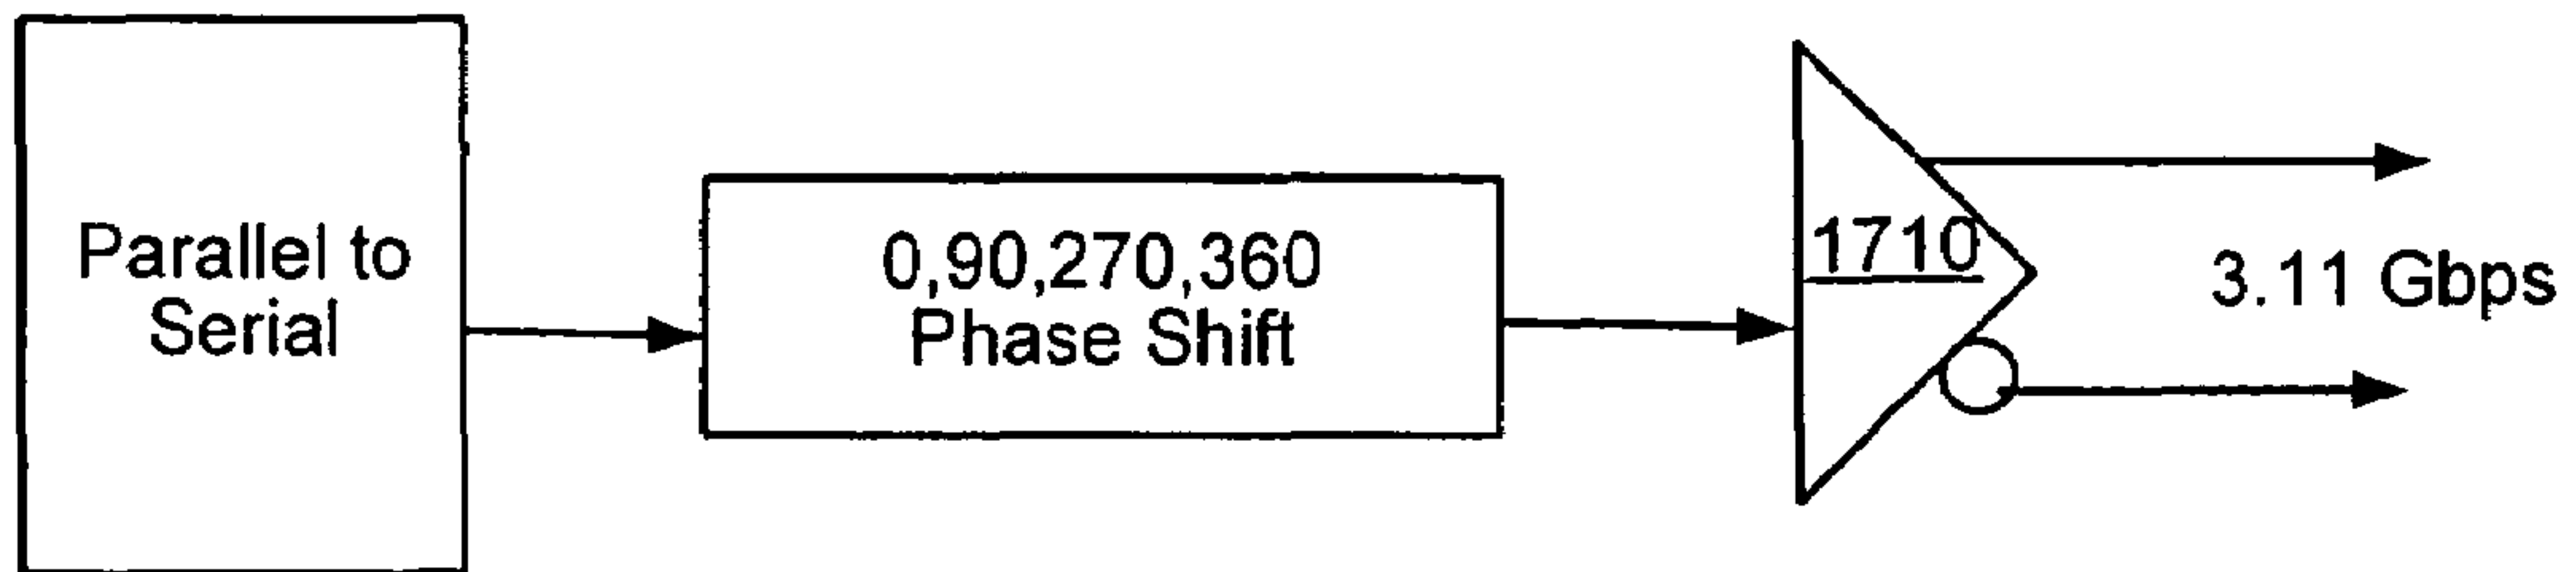 Parallel to
Serial
0,90,270,360
Phase Shift
1710
3.11 Gbps